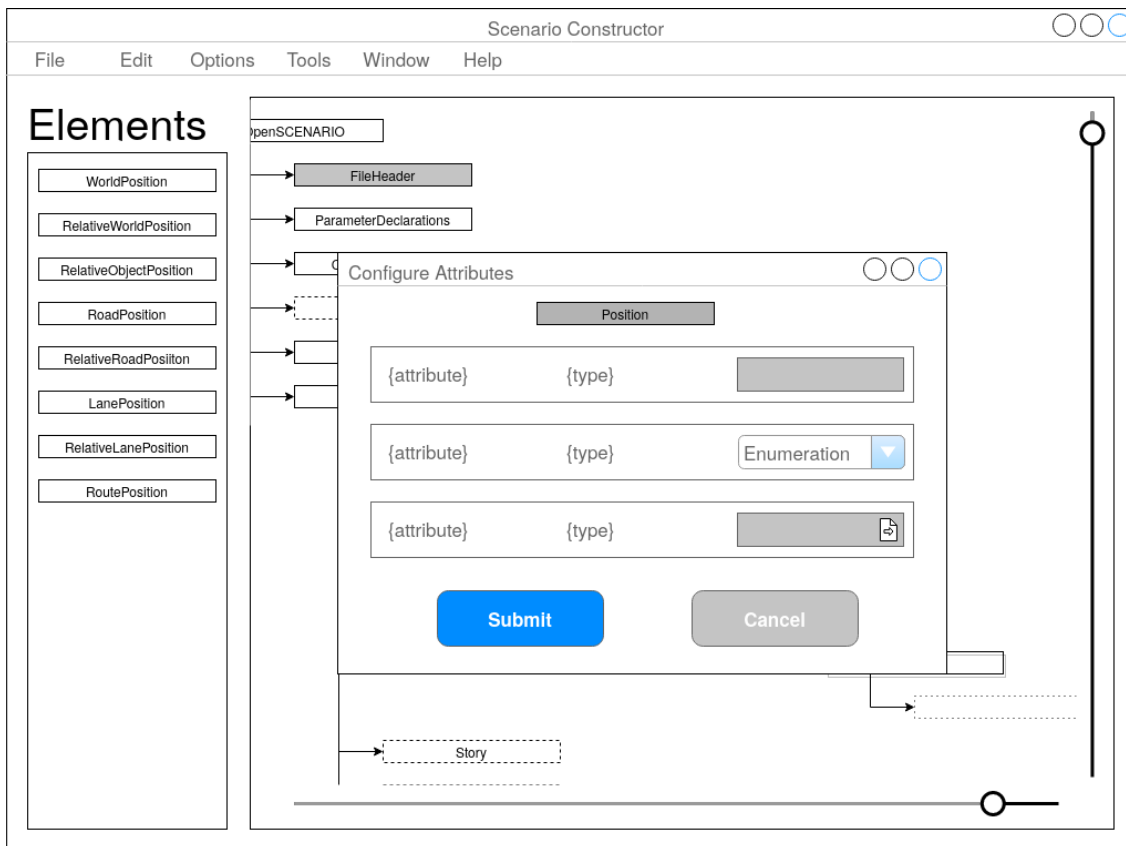 Scenario Constructor
File Edit Options Tools Window Help
Elements
WorldPosition
RelativeWorldPosition
RelativeObjectPosition
RoadPosition
RelativeRoadPosiiton
LanePosition
RelativeLanePosition
RoutePosition
OpenSCENARIO
FileHeader
ParameterDeclarations
Configure Attributes
Position
{attribute} {type}
{attribute} {type} Enumeration
{attribute} {type}
Submit Cancel
Story